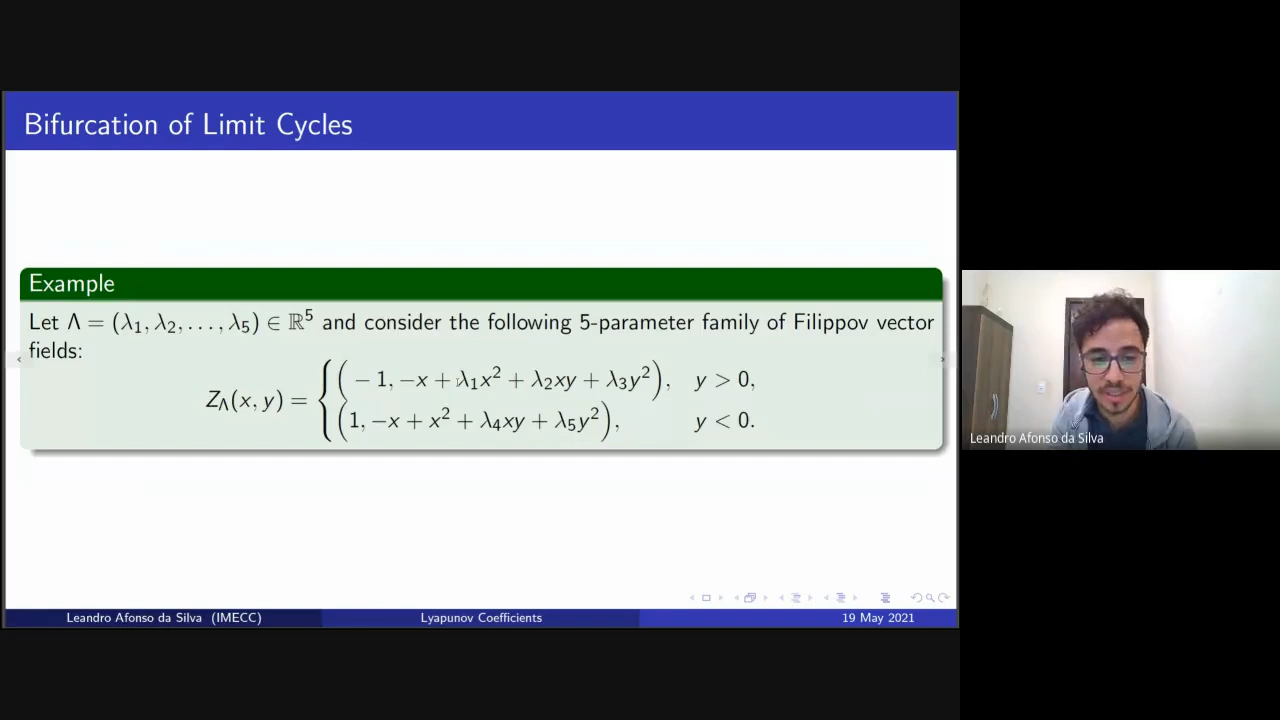 Bifurcation of Limit Cycles
Example
Let Λ = (λ₁, λ₂, . . . , λ₅) ∈ ℝ⁵ and consider the following 5-parameter family of Filippov vector
fields:
Z_Λ(x, y) = { (− 1, −x + λ₁x² + λ₂xy + λ₃y²), y > 0,
(1, −x + x² + λ₄xy + λ₅y²), y < 0.
Leandro Afonso da Silva (IMECC) Lyapunov Coefficients 19 May 2021
Leandro Afonso da Silva